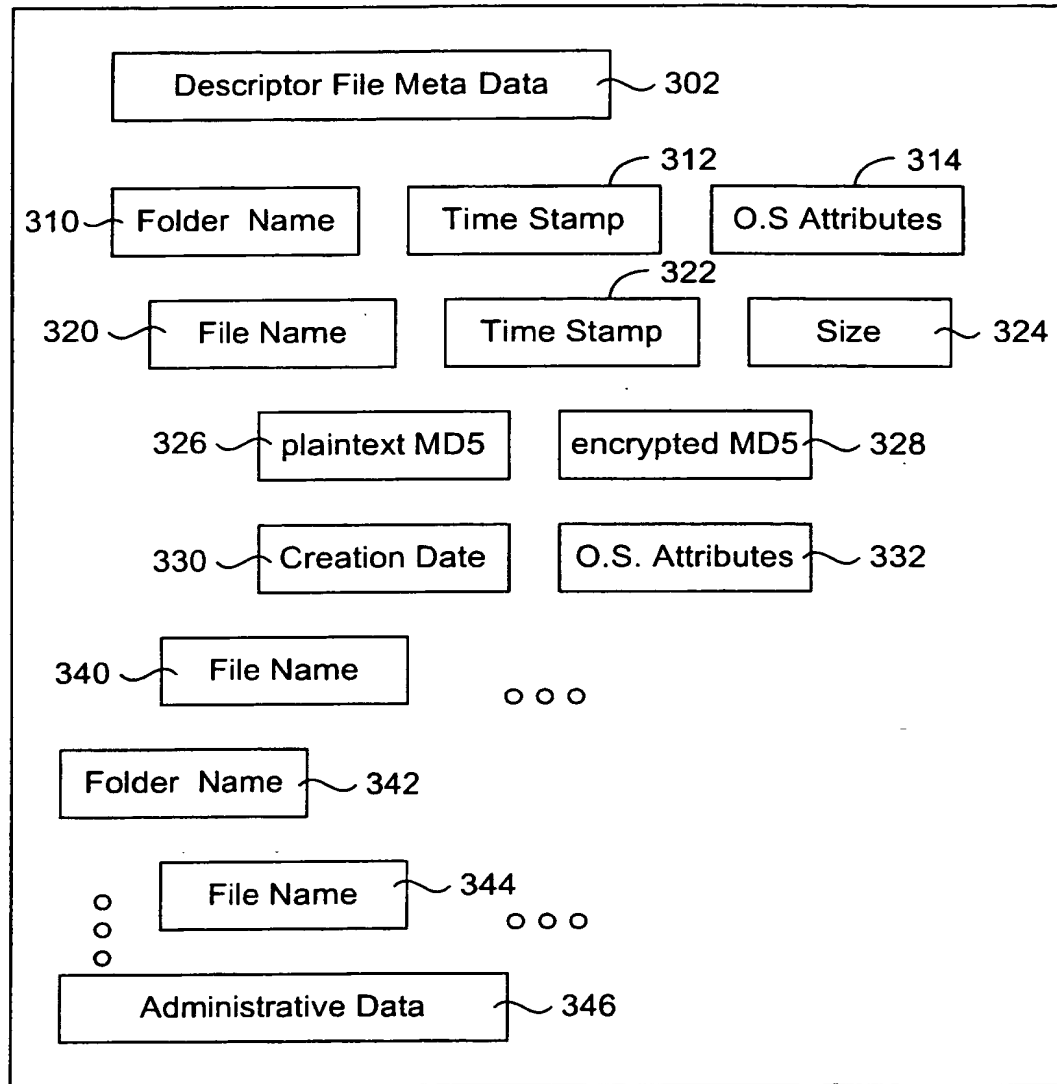 Descriptor File Meta Data 302
312 314
310 Folder Name Time Stamp O.S Attributes
322
320 File Name Time Stamp Size 324
326 plaintext MD5 encrypted MD5 328
330 Creation Date O.S. Attributes 332
340 File Name
Folder Name 342
File Name 344
Administrative Data 346